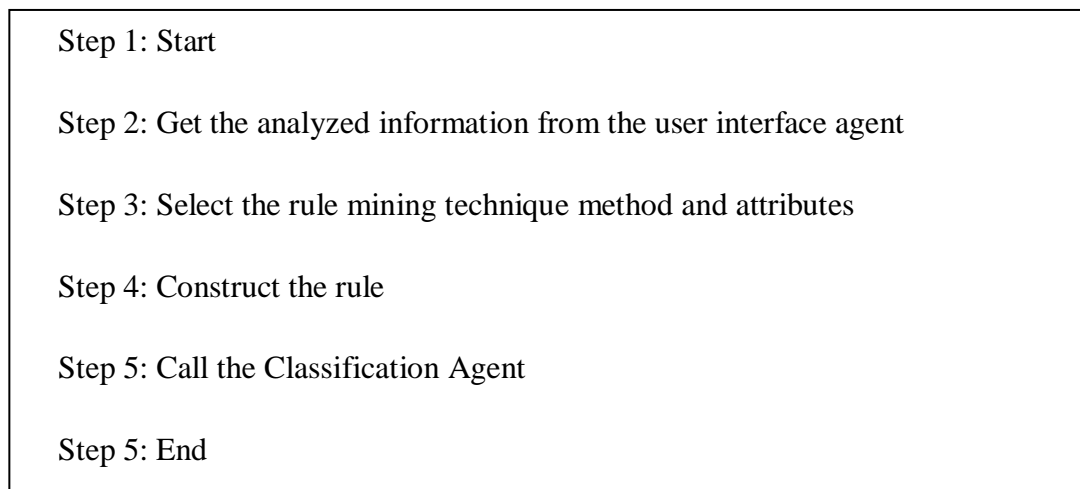 Step 1: Start
Step 2: Get the analyzed information from the user interface agent
Step 3: Select the rule mining technique method and attributes
Step 4: Construct the rule
Step 5: Call the Classification Agent
Step 5: End